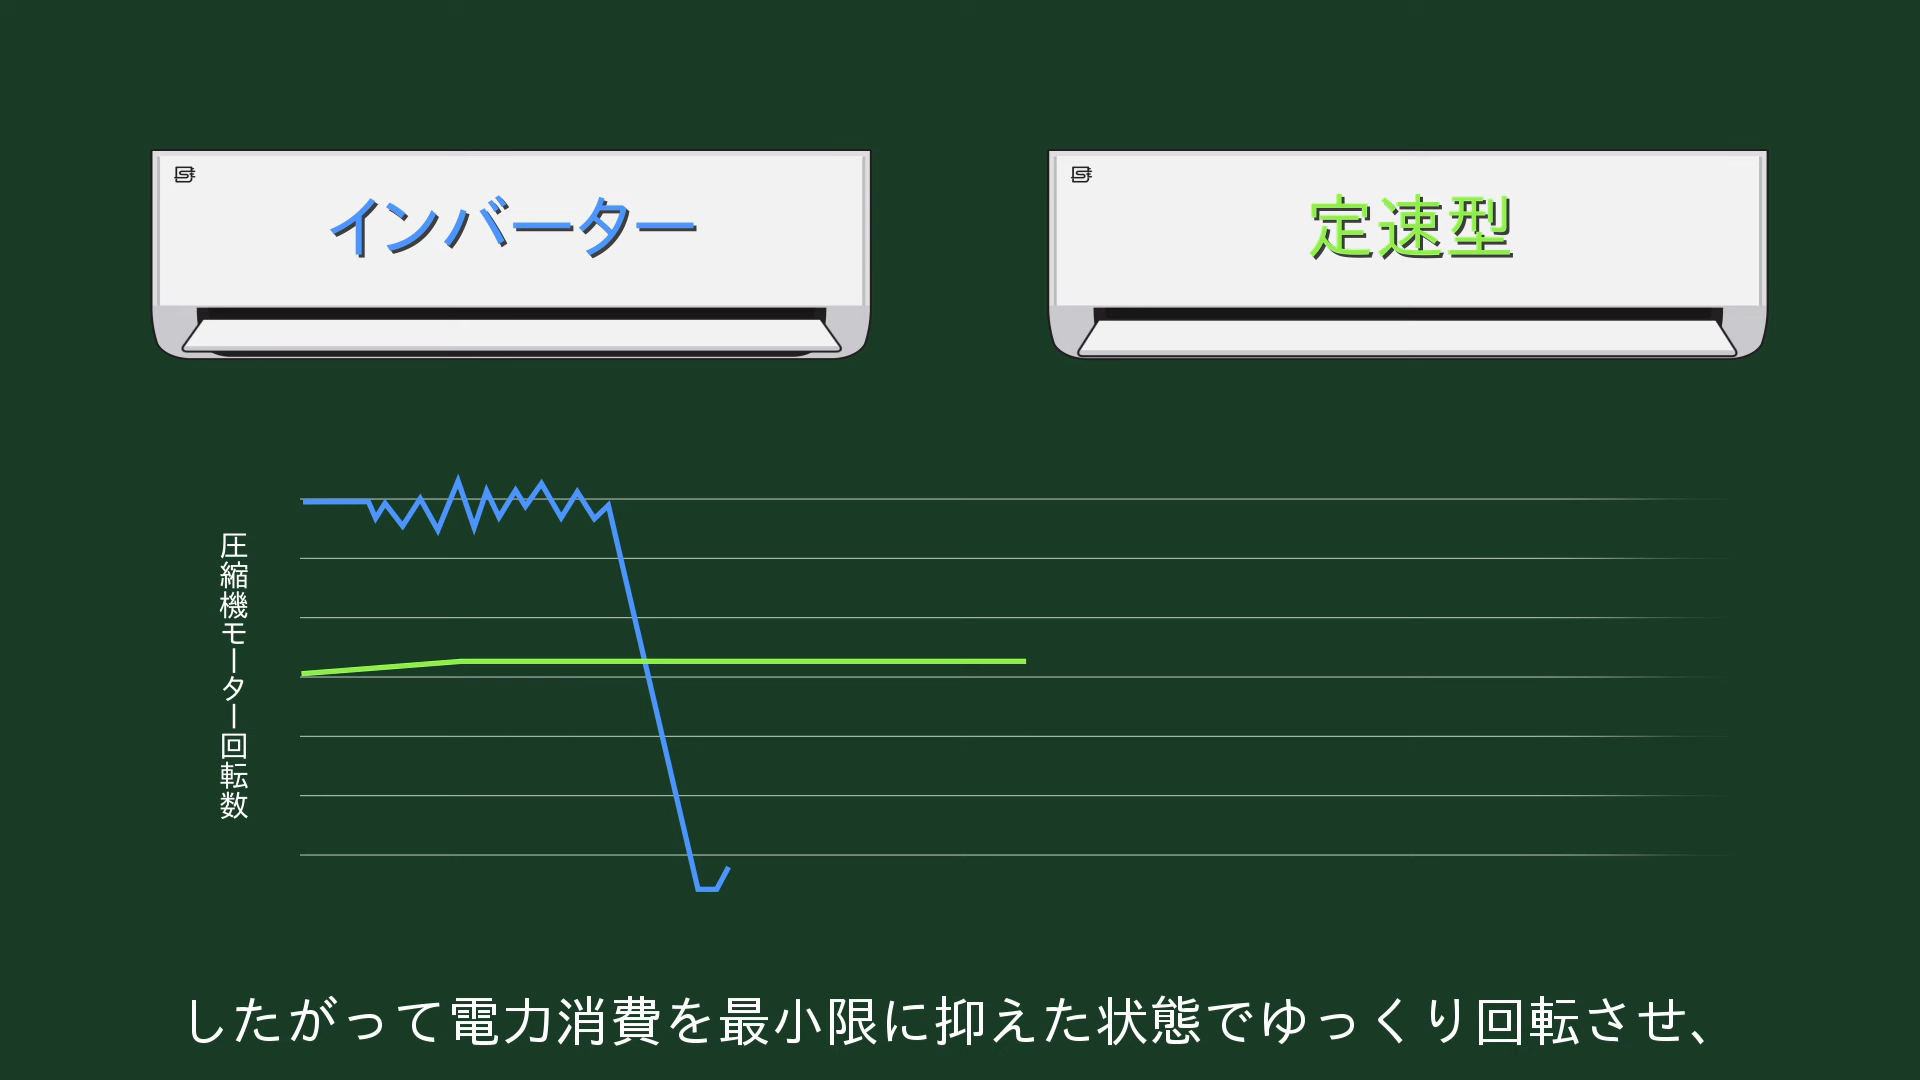 インバーター
定速型
圧縮機モーター回転数
したがって電力消費を最小限に抑えた状態でゆっくり回転させ、